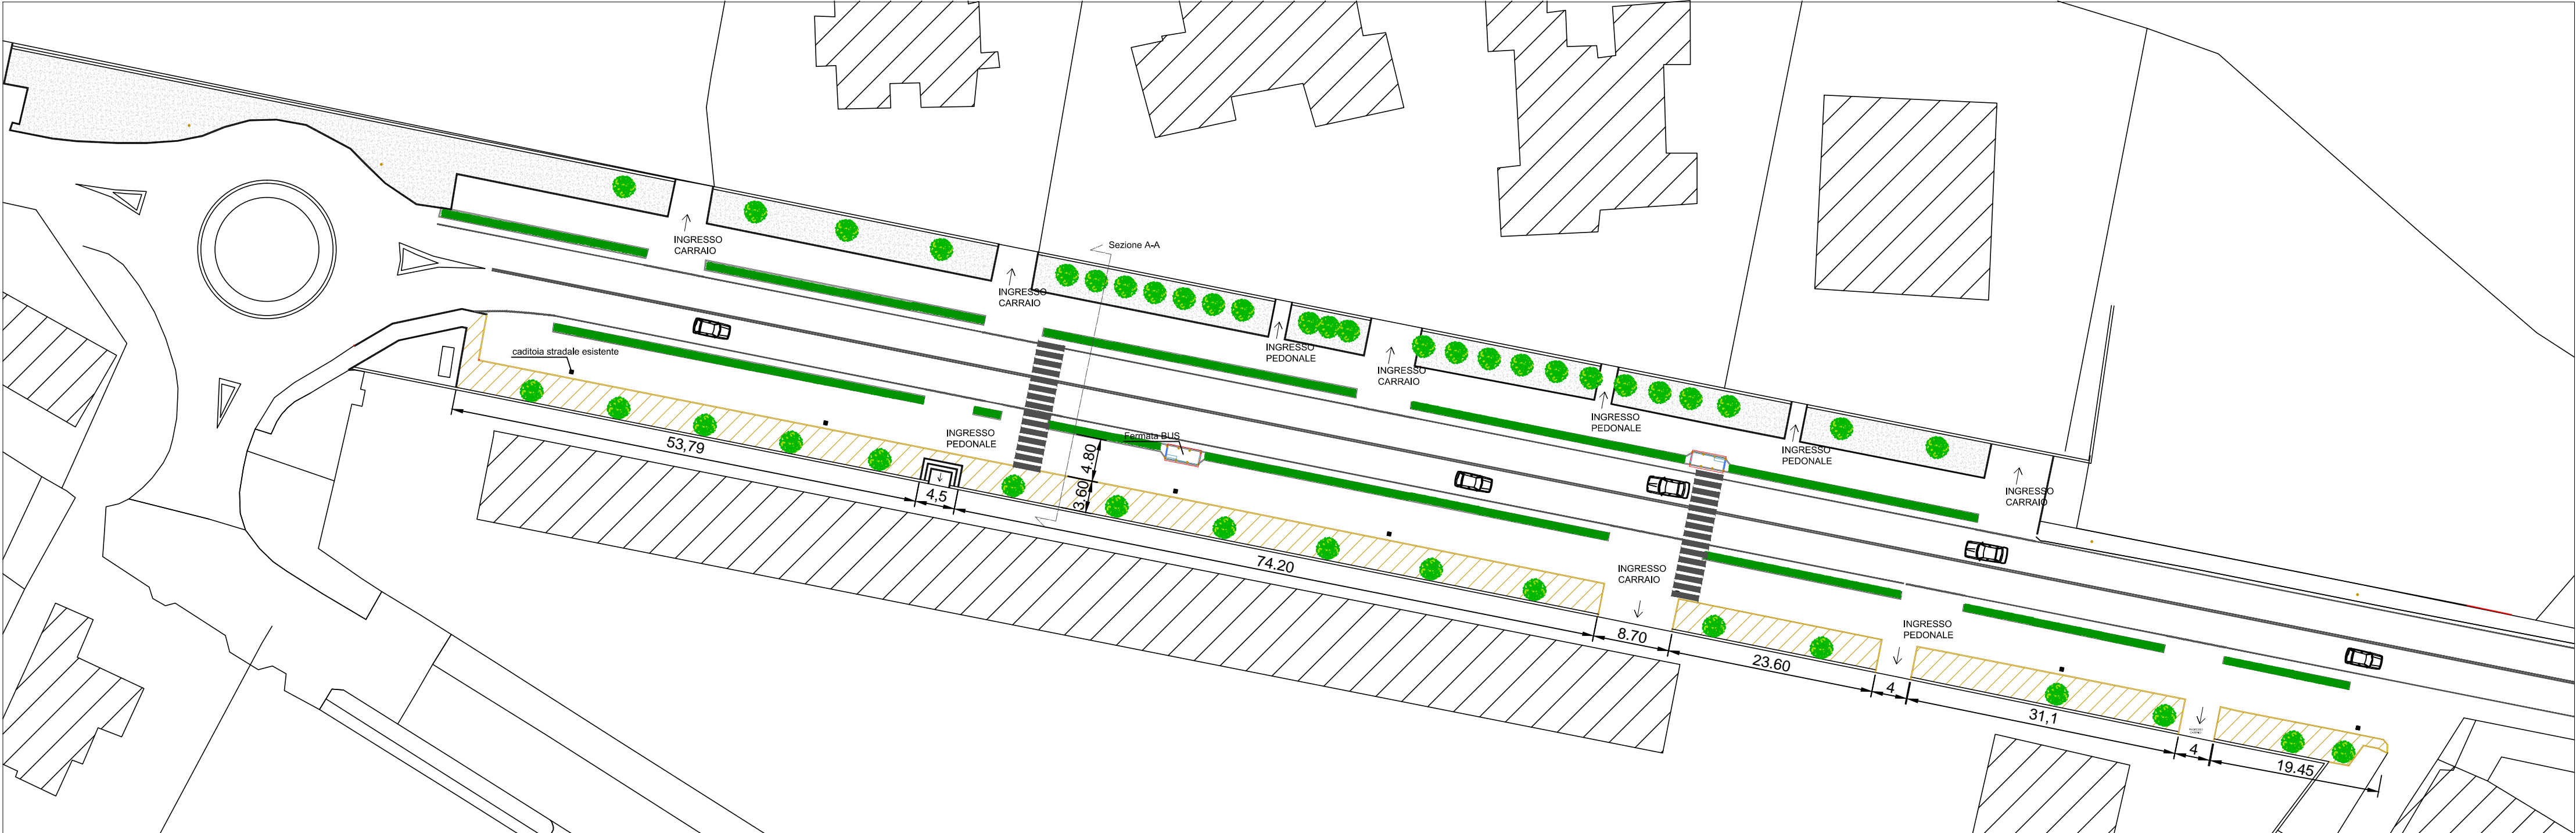 INGRESSO
CARRAIO
Sezione A-A
INGRESSO
CARRAIO
INGRESSO
PEDONALE
INGRESSO
CARRAIO
INGRESSO
PEDONALE
INGRESSO
PEDONALE
INGRESSO
CARRAIO
caditoia stradale esistente
INGRESSO
PEDONALE
Fermata BUS
4.80
3.60
53,79
4,5
74.20
INGRESSO
CARRAIO
8.70
23.60
INGRESSO
PEDONALE
4
31,1
4
19.45